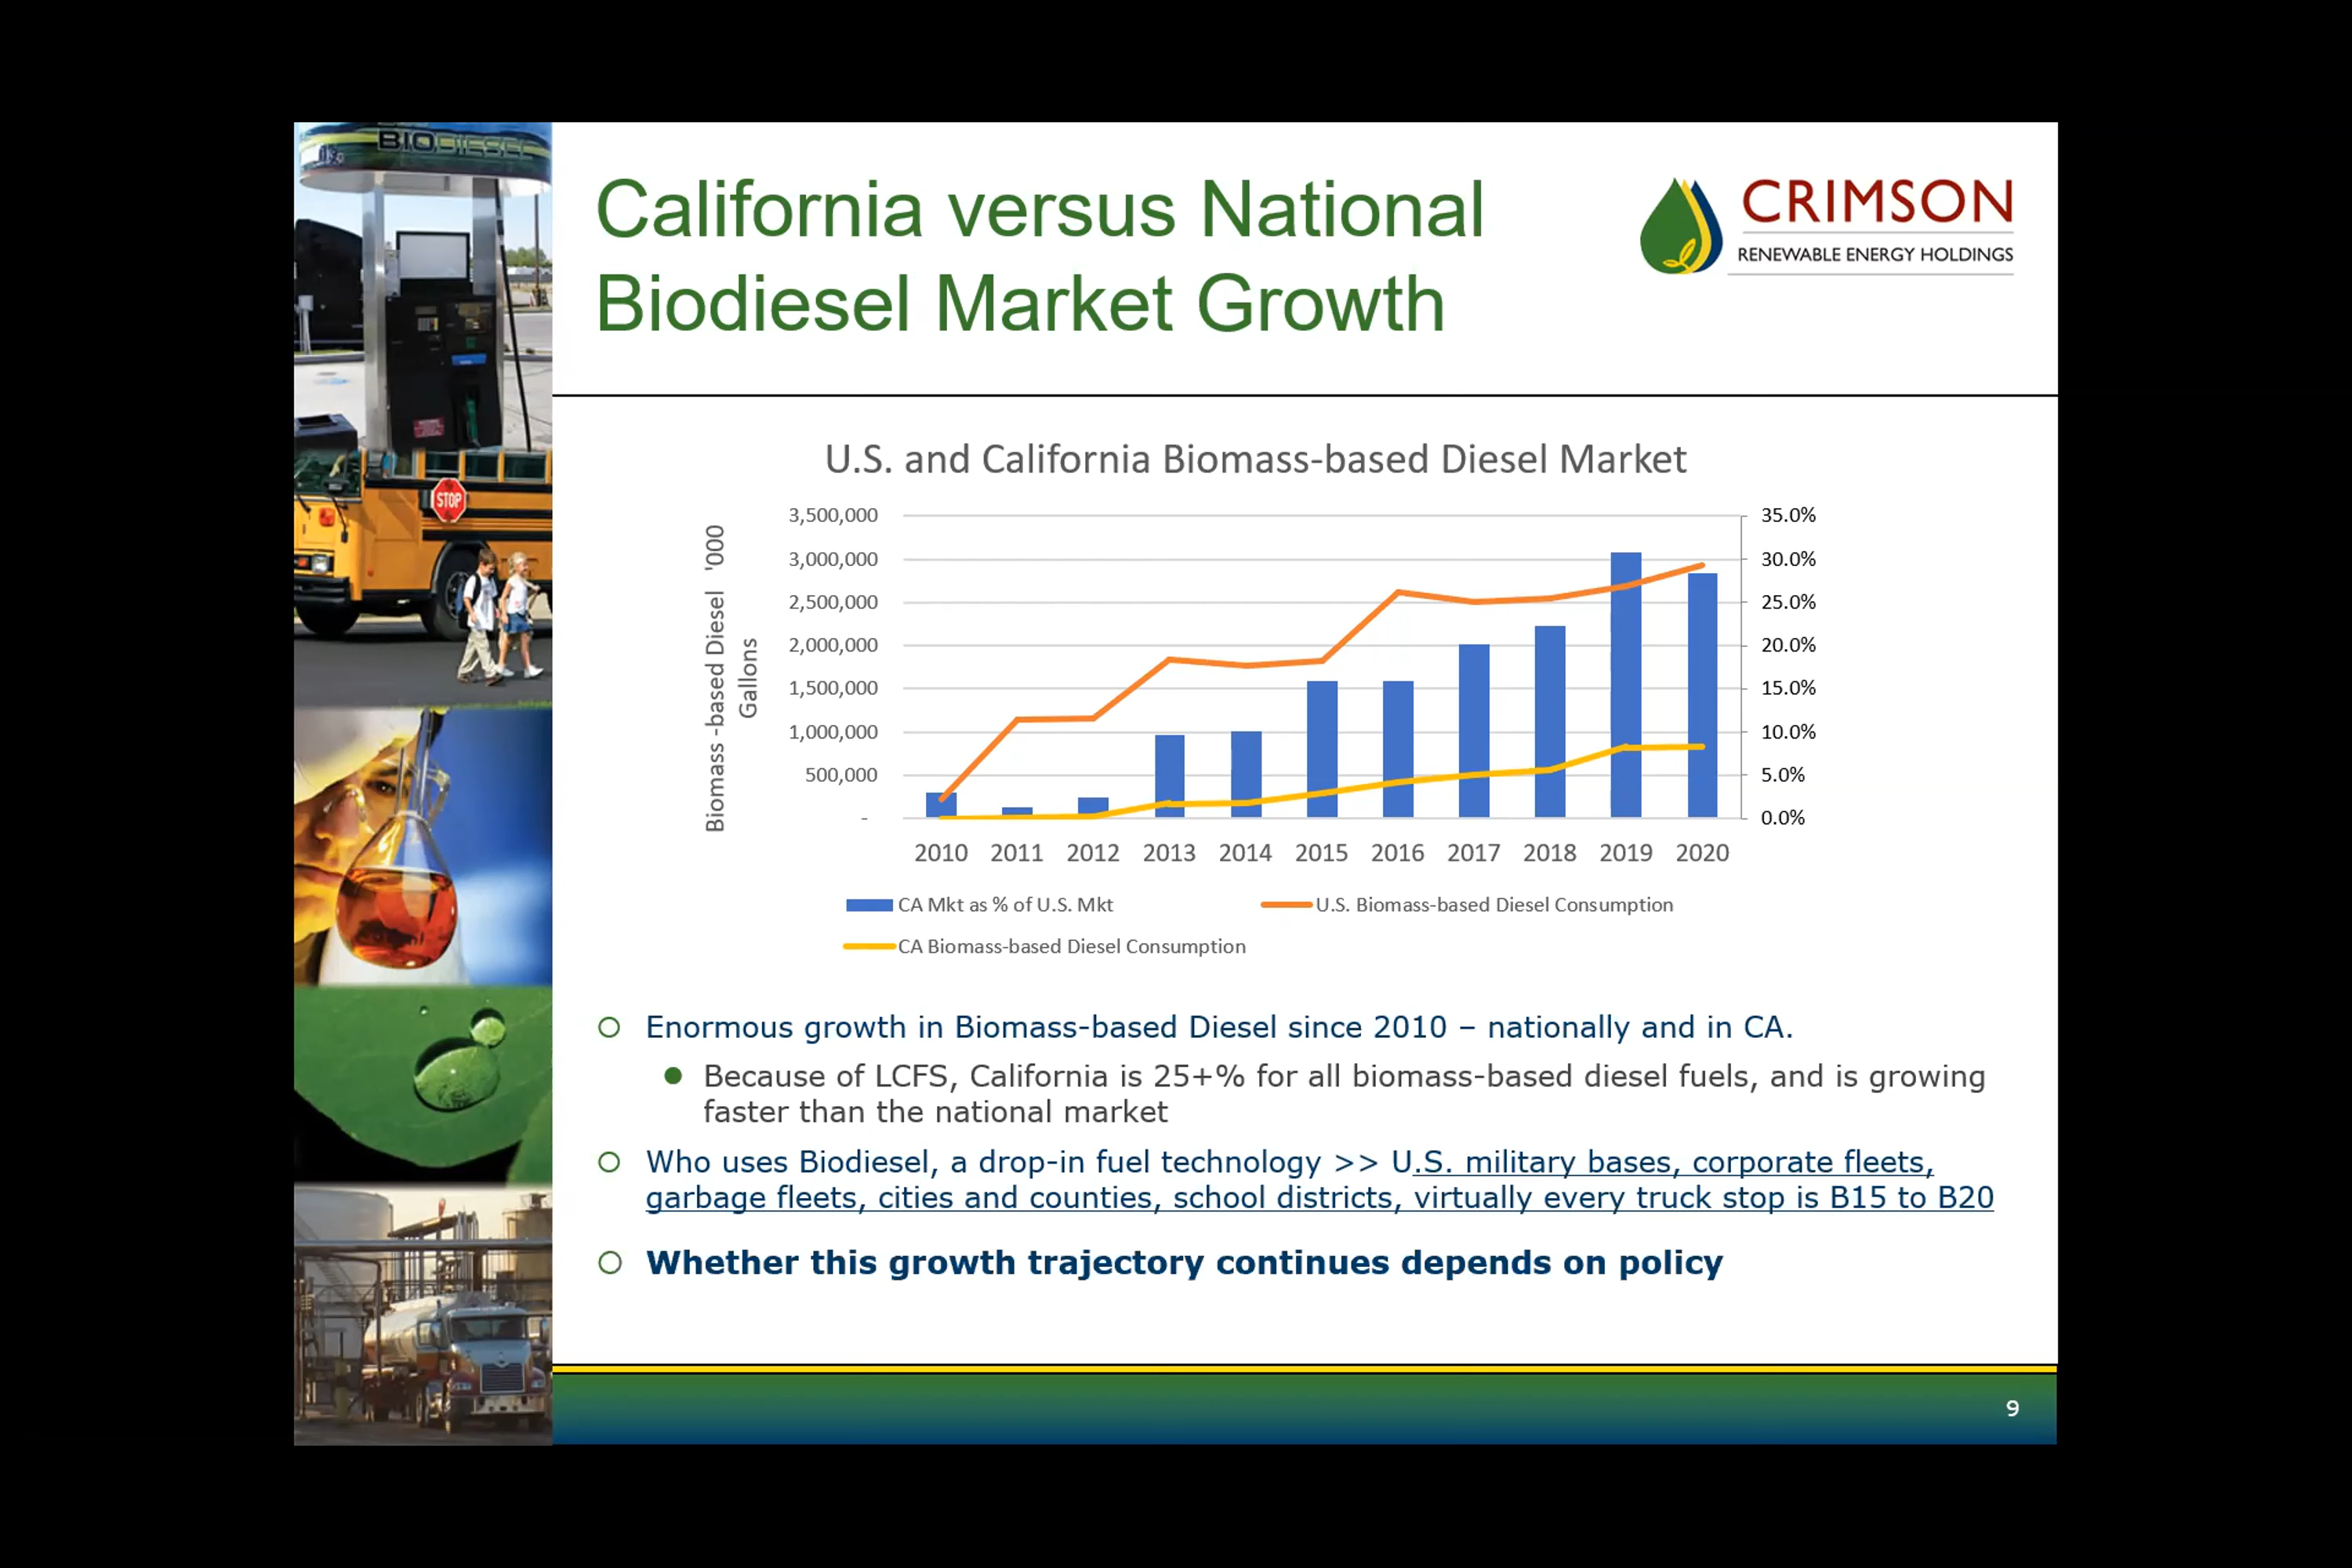 BIODIESEL
STOP
California versus National
Biodiesel Market Growth
CRIMSON
RENEWABLE ENERGY HOLDINGS
U.S. and California Biomass-based Diesel Market
Biomass -based Diesel '000
Gallons
3,500,000
3,000,000
2,500,000
2,000,000
1,500,000
1,000,000
500,000
-
35.0%
30.0%
25.0%
20.0%
15.0%
10.0%
5.0%
0.0%
2010 2011 2012 2013 2014 2015 2016 2017 2018 2019 2020
CA Mkt as % of U.S. Mkt
U.S. Biomass-based Diesel Consumption
CA Biomass-based Diesel Consumption
Enormous growth in Biomass-based Diesel since 2010 – nationally and in CA.
Because of LCFS, California is 25+% for all biomass-based diesel fuels, and is growing
faster than the national market
Who uses Biodiesel, a drop-in fuel technology >> U.S. military bases, corporate fleets,
garbage fleets, cities and counties, school districts, virtually every truck stop is B15 to B20
Whether this growth trajectory continues depends on policy
9